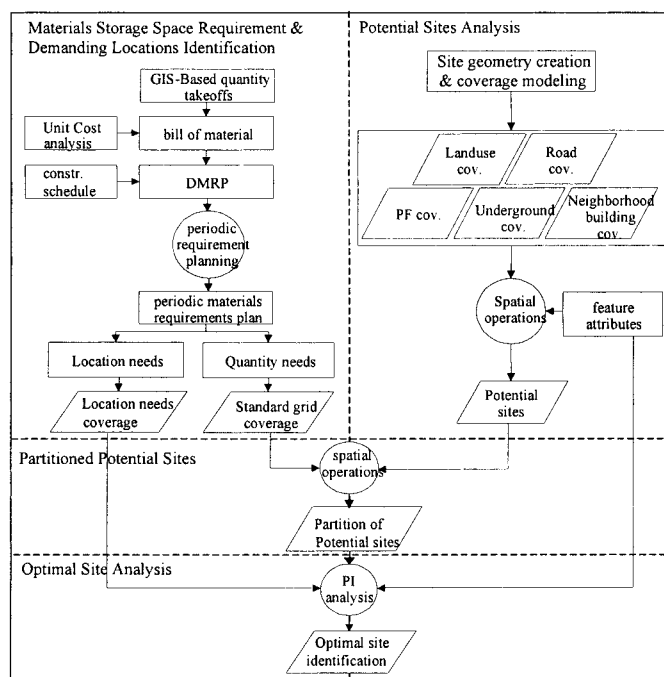 Materials Storage Space Requirement &
Demanding Locations Identification
GIS-Based quantity
takeoffs
Unit Cost
analysis
bill of material
constr.
schedule
DMRP
periodic
requirement
planning
periodic materials
requirements plan
Location needs
Quantity needs
Location needs
coverage
Standard grid
coverage
Potential Sites Analysis
Site geometry creation
& coverage modeling
Landuse
cov.
Road
cov.
PF cov.
Underground
cov.
Neighborhood
building
cov.
Spatial
operations
feature
attributes
Potential
sites
Partitioned Potential Sites
spatial
operations
Partition of
Potential sites
Optimal Site Analysis
PI
analysis
Optimal site
identification